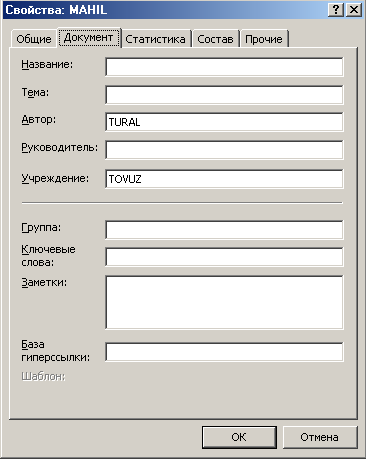 Свойства: MAHIL
Общие Документ Статистика Состав Прочие
Название:
Тема:
Автор: TURAL
Руководитель:
Учреждение: TOVUZ
Группа:
Ключевые
слова:
Заметки:
База
гиперссылки:
Шаблон:
OK Отмена